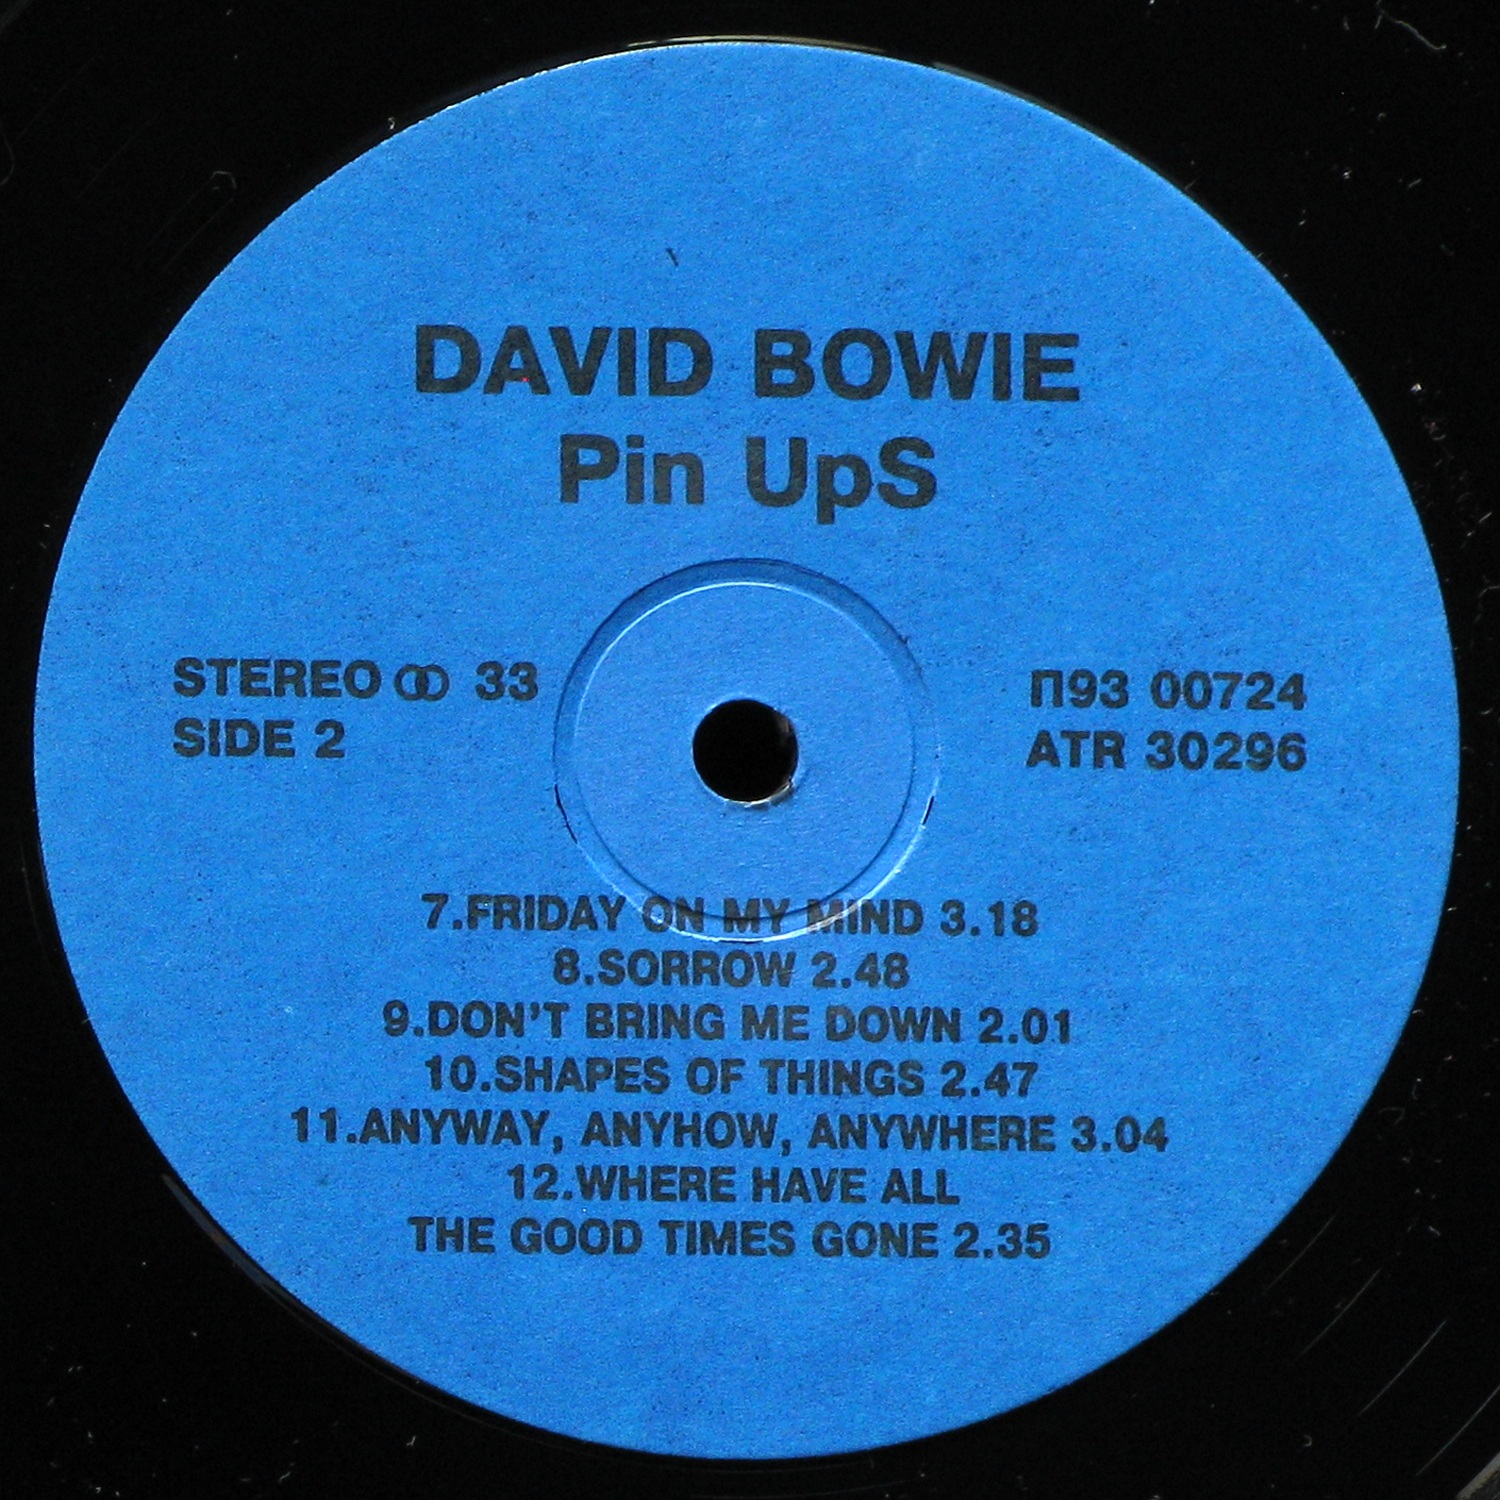 DAVID BOWIE
Pin UpS
STEREO ꝏ 33
SIDE 2
П93 00724
ATR 30296
7.FRIDAY ON MY MIND 3.18
8.SORROW 2.48
9.DON'T BRING ME DOWN 2.01
10.SHAPES OF THINGS 2.47
11.ANYWAY, ANYHOW, ANYWHERE 3.04
12.WHERE HAVE ALL
THE GOOD TIMES GONE 2.35